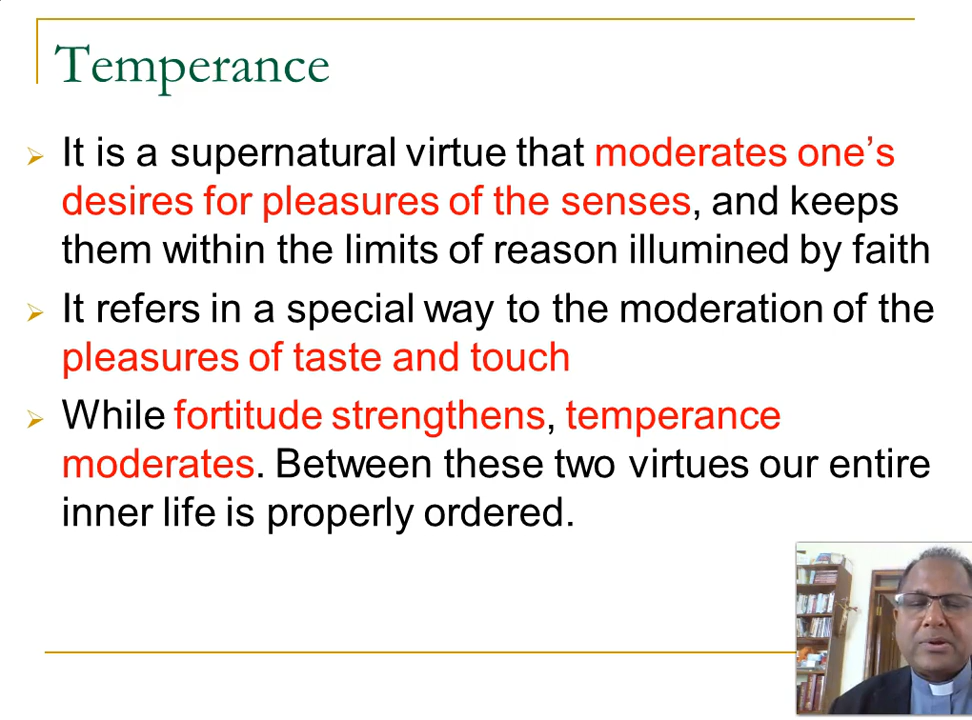 Temperance
It is a supernatural virtue that moderates one’s
desires for pleasures of the senses, and keeps
them within the limits of reason illumined by faith
It refers in a special way to the moderation of the
pleasures of taste and touch
While fortitude strengthens, temperance
moderates. Between these two virtues our entire
inner life is properly ordered.